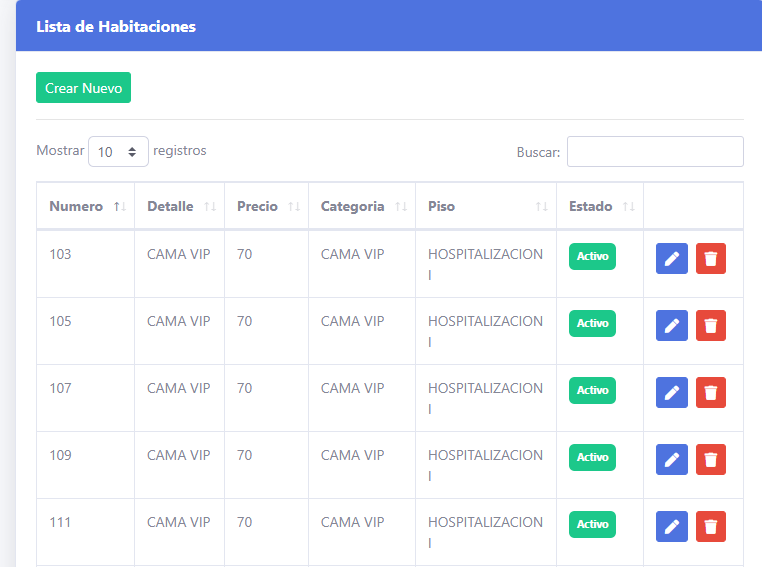 Lista de Habitaciones
Crear Nuevo
Mostrar 10 registros
Buscar:
Numero Detalle Precio Categoria Piso Estado
103 CAMA VIP 70 CAMA VIP HOSPITALIZACION Activo
I
105 CAMA VIP 70 CAMA VIP HOSPITALIZACION Activo
I
107 CAMA VIP 70 CAMA VIP HOSPITALIZACION Activo
I
109 CAMA VIP 70 CAMA VIP HOSPITALIZACION Activo
I
111 CAMA VIP 70 CAMA VIP HOSPITALIZACION Activo
I